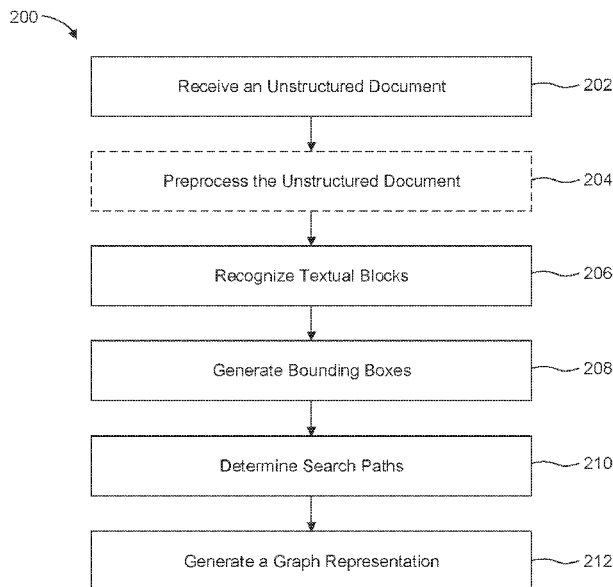 200
Receive an Unstructured Document 202
Preprocess the Unstructured Document 204
Recognize Textual Blocks 206
Generate Bounding Boxes 208
Determine Search Paths 210
Generate a Graph Representation 212